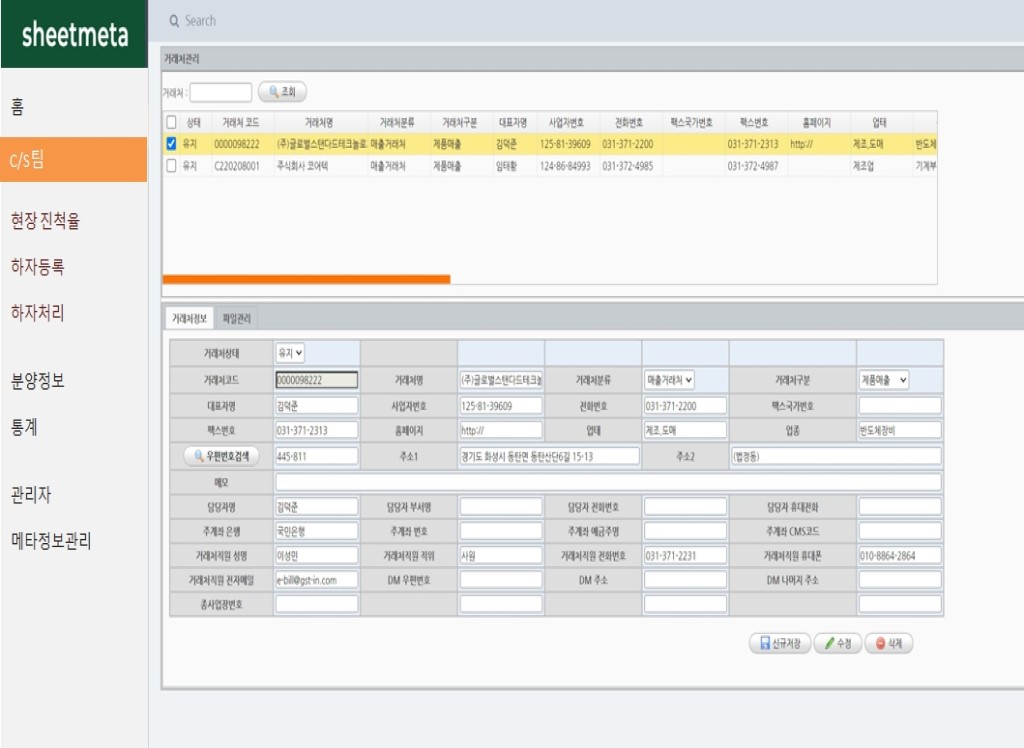 sheetmeta
Search
홈
c/s팀
현장 진척율
하자등록
하자처리
분양정보
통계
관리자
메타정보관리
거래처관리
거래처 : 조회
상태 거래처 코드 거래처명 거래처분류 거래처구분 대표자명 사업자번호 전화번호 팩스국가번호 팩스번호 홈페이지 업태
유지 0000098222 (주)글로벌스탠다드테크놀로 매출거래처 제품매출 김덕준 125-81-39609 031-371-2200 031-371-2313 http:// 제조,도매 반도체
유지 C220208001 주식회사 코어텍 매출거래처 제품매출 임태황 124-86-84993 031-372-4985 031-372-4987 제조업 기계부
거래처정보 파일관리
거래처상태 유지
거래처코드 0000098222 거래처명 (주)글로벌스탠다드테크놀 거래처분류 매출거래처 거래처구분 제품매출
대표자명 김덕준 사업자번호 125-81-39609 전화번호 031-371-2200 팩스국가번호
팩스번호 031-371-2313 홈페이지 http:// 업태 제조,도매 업종 반도체장비
우편번호검색 445-811 주소1 경기도 화성시 동탄면 동탄산단6길 15-13 주소2 (법정동)
메모
담당자명 김덕준 담당자 부서명 담당자 전화번호 담당자 휴대전화
주계좌 은행 국민은행 주계좌 번호 주계좌 예금주명 주계좌 CMS코드
거래처직원 성명 이성민 거래처직원 직위 사원 거래처직원 전화번호 031-371-2231 거래처직원 휴대폰 010-8864-2864
거래처직원 전자메일 e-bill@gst-in.com DM 우편번호 DM 주소 DM 나머지 주소
종사업장번호
신규저장 수정 삭제